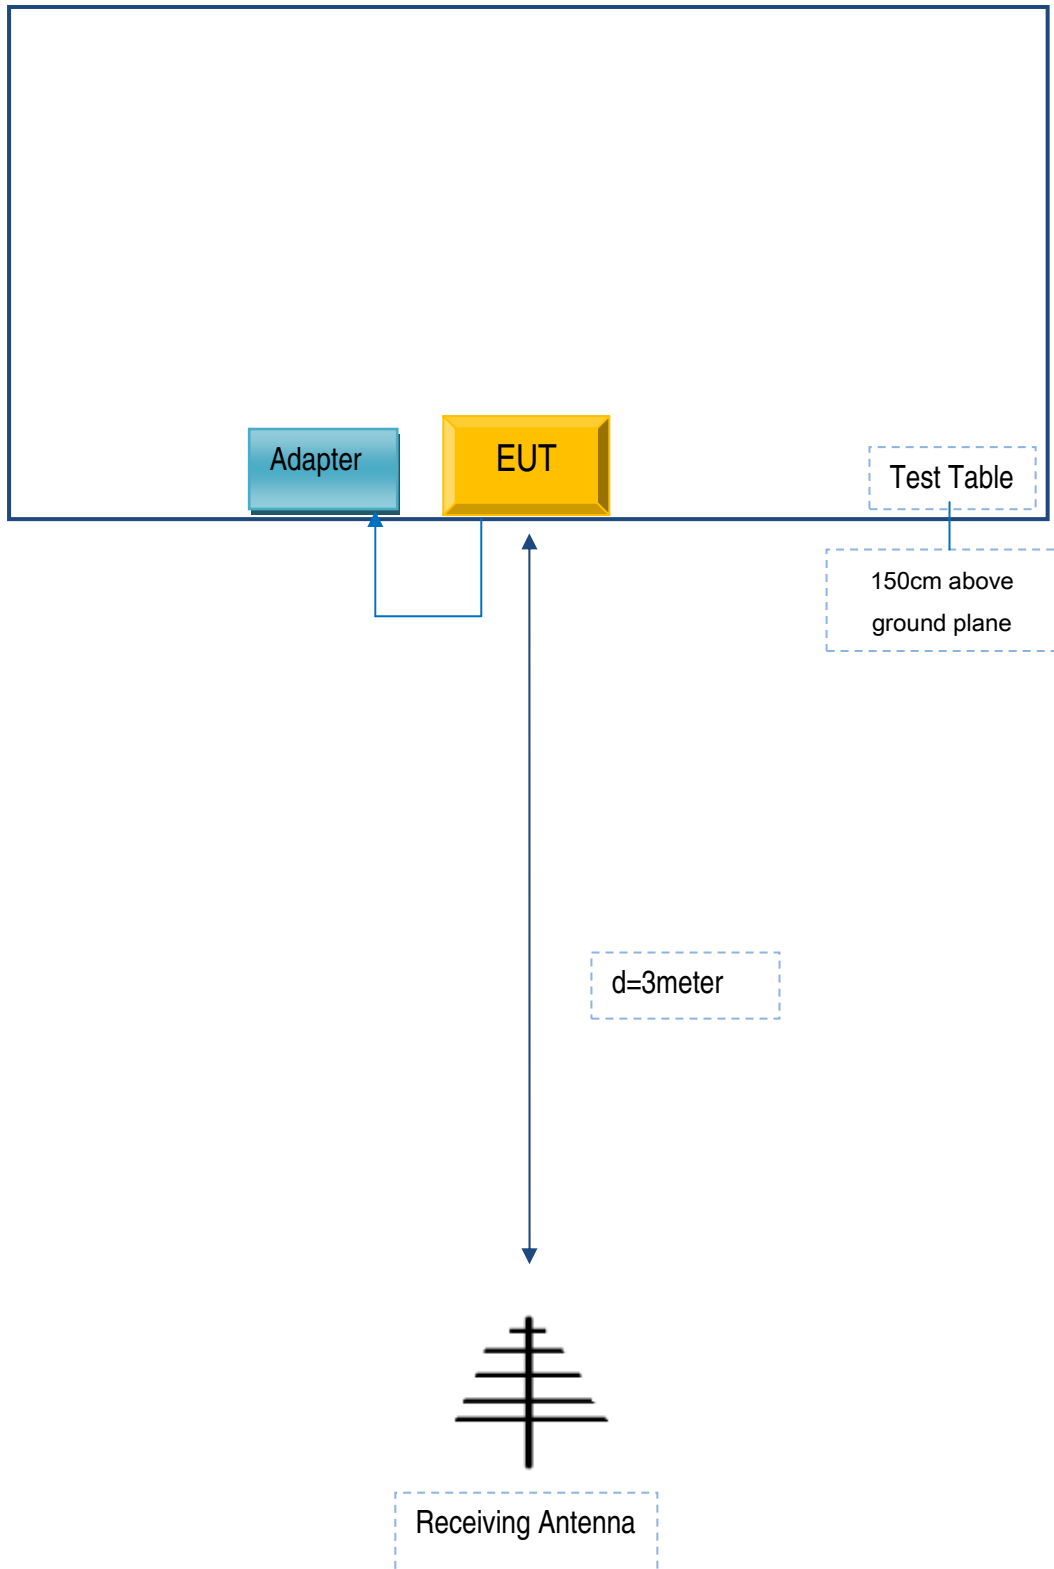 Adapter
EUT
Test Table
150cm above
ground plane
d=3meter
Receiving Antenna